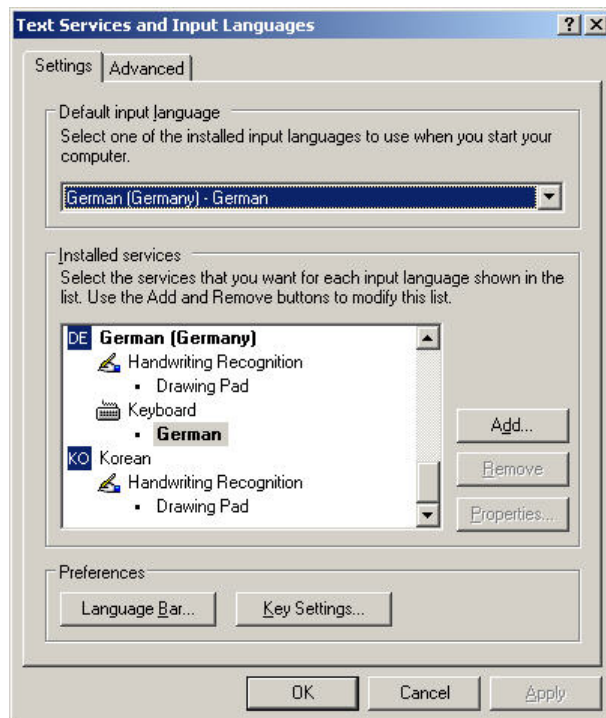 Text Services and Input Languages
Settings
Advanced
Default input language
Select one of the installed input languages to use when you start your
computer.
German (Germany) - German
Installed services
Select the services that you want for each input language shown in the
list. Use the Add and Remove buttons to modify this list.
DE German (Germany)
Handwriting Recognition
Drawing Pad
Keyboard
German
KO Korean
Handwriting Recognition
Drawing Pad
Add...
Remove
Properties...
Preferences
Language Bar...
Key Settings...
OK
Cancel
Apply